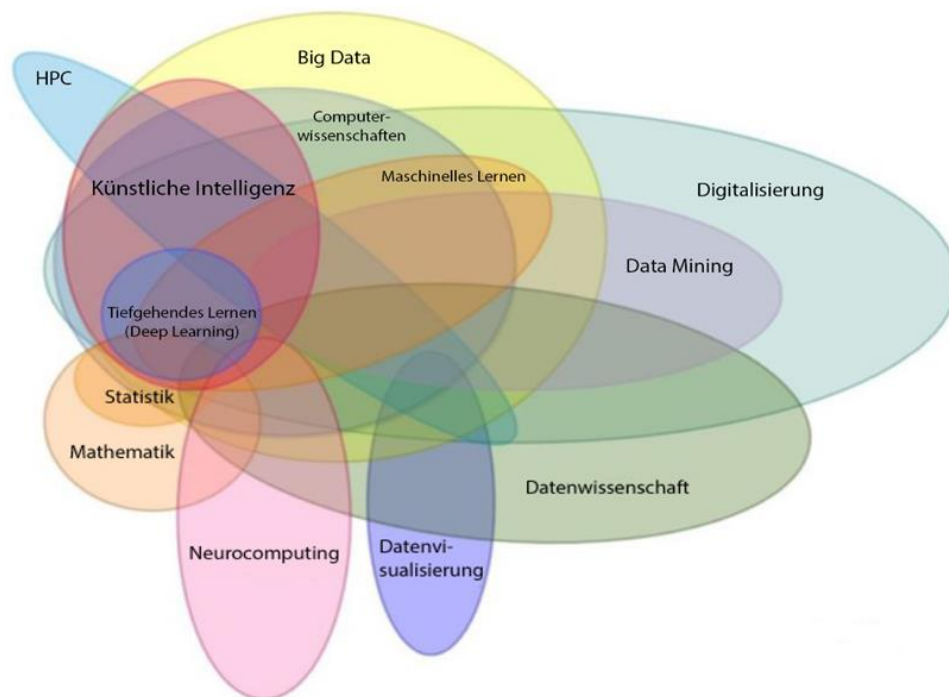 Big Data
HPC
Computer-
wissenschaften
Maschinelles Lernen
Künstliche Intelligenz
Digitalisierung
Data Mining
Tiefgehendes Lernen
(Deep Learning)
Statistik
Mathematik
Datenwissenschaft
Neurocomputing
Datenvi-
sualisierung